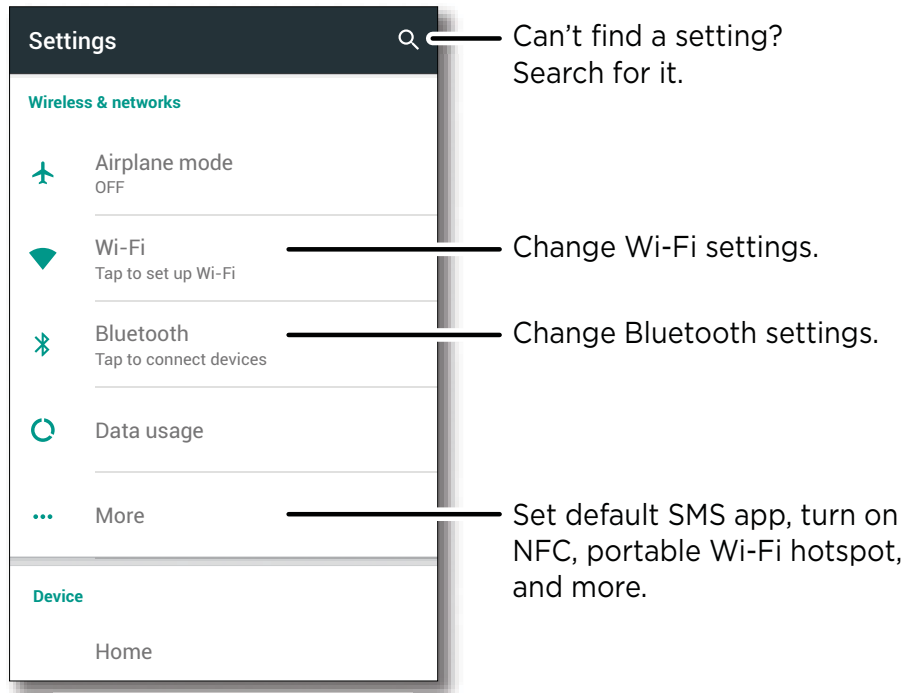 Settings
Can’t find a setting?
Search for it.
Wireless & networks
Airplane mode
OFF
Wi-Fi
Tap to set up Wi-Fi
Change Wi-Fi settings.
Bluetooth
Tap to connect devices
Change Bluetooth settings.
Data usage
More
Set default SMS app, turn on
NFC, portable Wi-Fi hotspot,
and more.
Device
Home